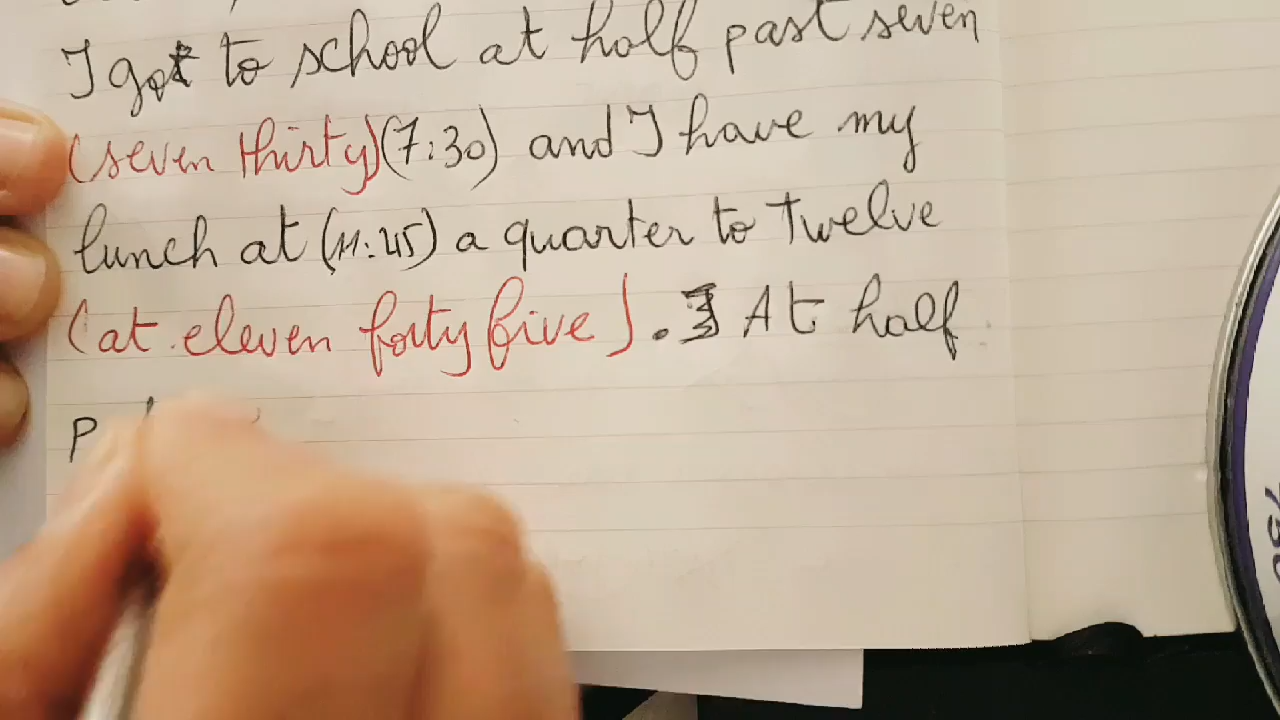 I got to school at half past seven
(seven thirty)(7:30) and I have my
lunch at (11:45) a quarter to twelve
(at eleven forty five). At half
P